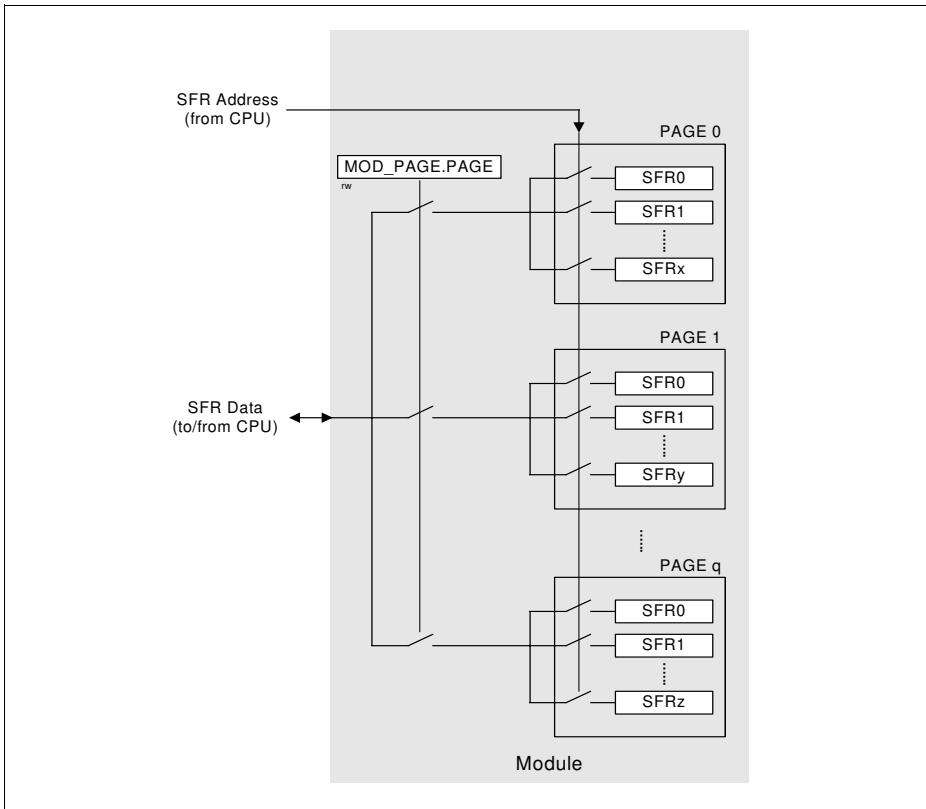 SFR Address
(from CPU)
PAGE 0
MOD_PAGE.PAGE
rw
SFR0
SFR1
SFRx
PAGE 1
SFR0
SFR Data
(to/from CPU)
SFR1
SFRy
PAGE q
SFR0
SFR1
SFRz
Module